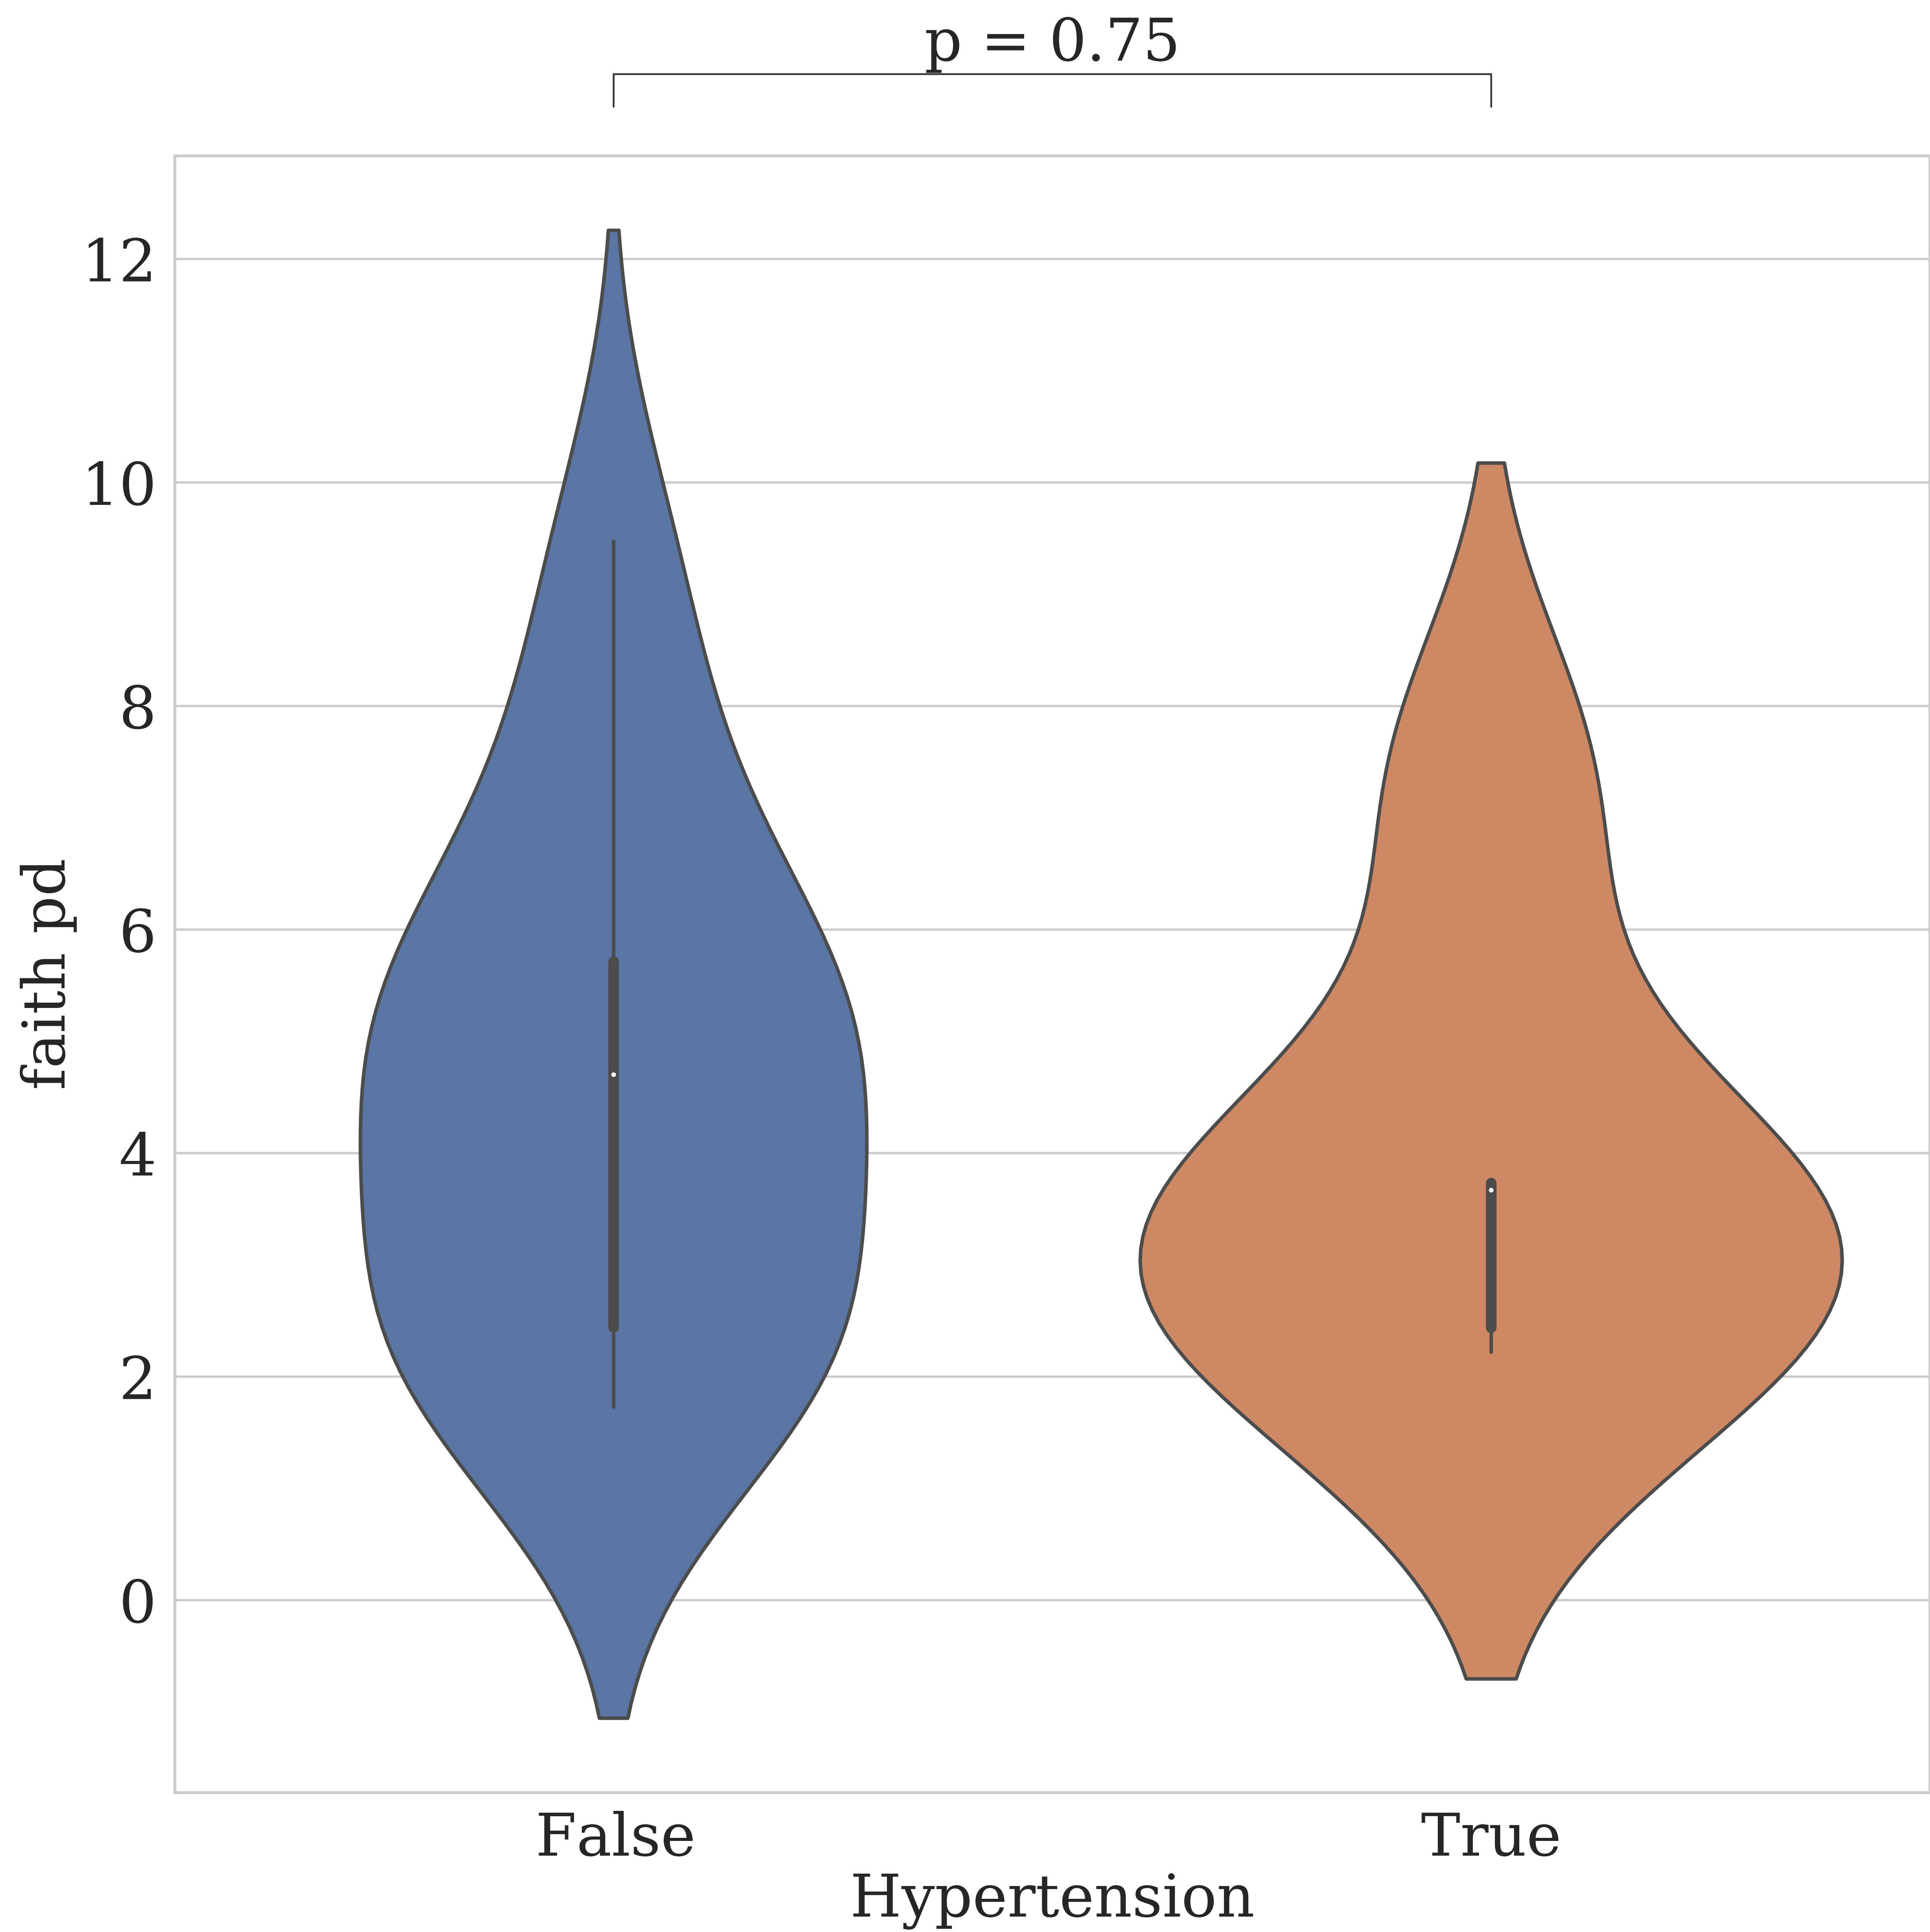 p = 0.75
12
10
8
6
4
2
0
faith pd
False
True
Hypertension